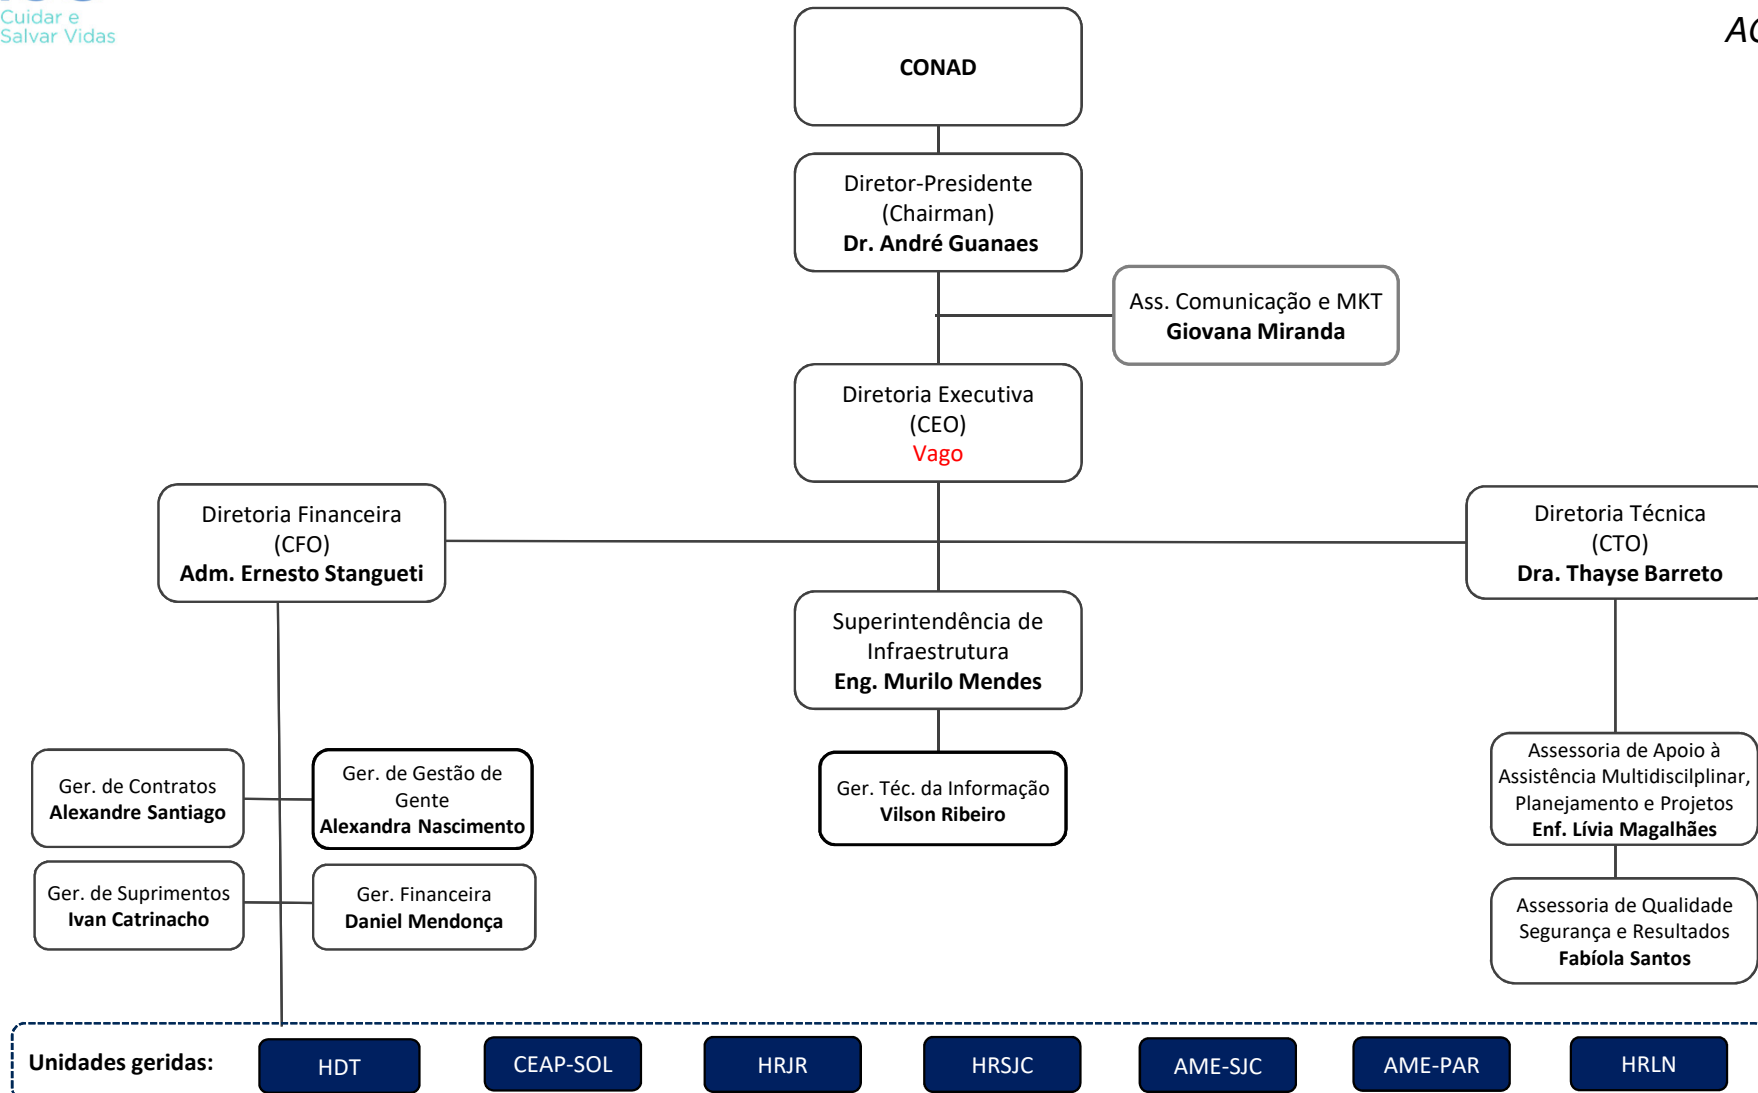 Cuidar e
Salvar Vidas
CONAD
Diretor-Presidente
(Chairman)
Dr. André Guanaes
Ass. Comunicação e MKT
Giovana Miranda
Diretoria Executiva
(CEO)
Vago
Diretoria Financeira
(CFO)
Adm. Ernesto Stangueti
Diretoria Técnica
(CTO)
Dra. Thayse Barreto
Superintendência de
Infraestrutura
Eng. Murilo Mendes
Ger. de Contratos
Alexandre Santiago
Ger. de Gestão de
Gente
Alexandra Nascimento
Ger. Téc. da Informação
Vilson Ribeiro
Assessoria de Apoio à
Assistência Multidiscilplinar,
Planejamento e Projetos
Enf. Lívia Magalhães
Ger. de Suprimentos
Ivan Catrinacho
Ger. Financeira
Daniel Mendonça
Assessoria de Qualidade
Segurança e Resultados
Fabíola Santos
Unidades geridas:
HDT
CEAP-SOL
HRJR
HRSJC
AME-SJC
AME-PAR
HRLN